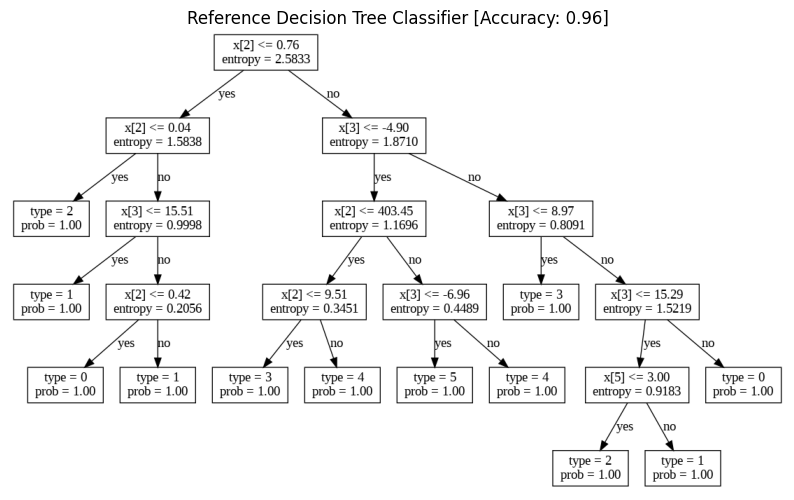 Reference Decision Tree Classifier [Accuracy: 0.96]
x[2] <= 0.76
entropy = 2.5833
yes
no
x[2] <= 0.04
entropy = 1.5838
x[3] <= -4.90
entropy = 1.8710
yes
no
yes
no
type = 2
prob = 1.00
x[3] <= 15.51
entropy = 0.9998
x[2] <= 403.45
entropy = 1.1696
x[3] <= 8.97
entropy = 0.8091
yes
no
yes
no
yes
no
type = 1
prob = 1.00
x[2] <= 0.42
entropy = 0.2056
x[2] <= 9.51
entropy = 0.3451
x[3] <= -6.96
entropy = 0.4489
type = 3
prob = 1.00
x[3] <= 15.29
entropy = 1.5219
yes
no
yes
no
yes
no
yes
no
type = 0
prob = 1.00
type = 1
prob = 1.00
type = 3
prob = 1.00
type = 4
prob = 1.00
type = 5
prob = 1.00
type = 4
prob = 1.00
x[5] <= 3.00
entropy = 0.9183
type = 0
prob = 1.00
yes
no
type = 2
prob = 1.00
type = 1
prob = 1.00